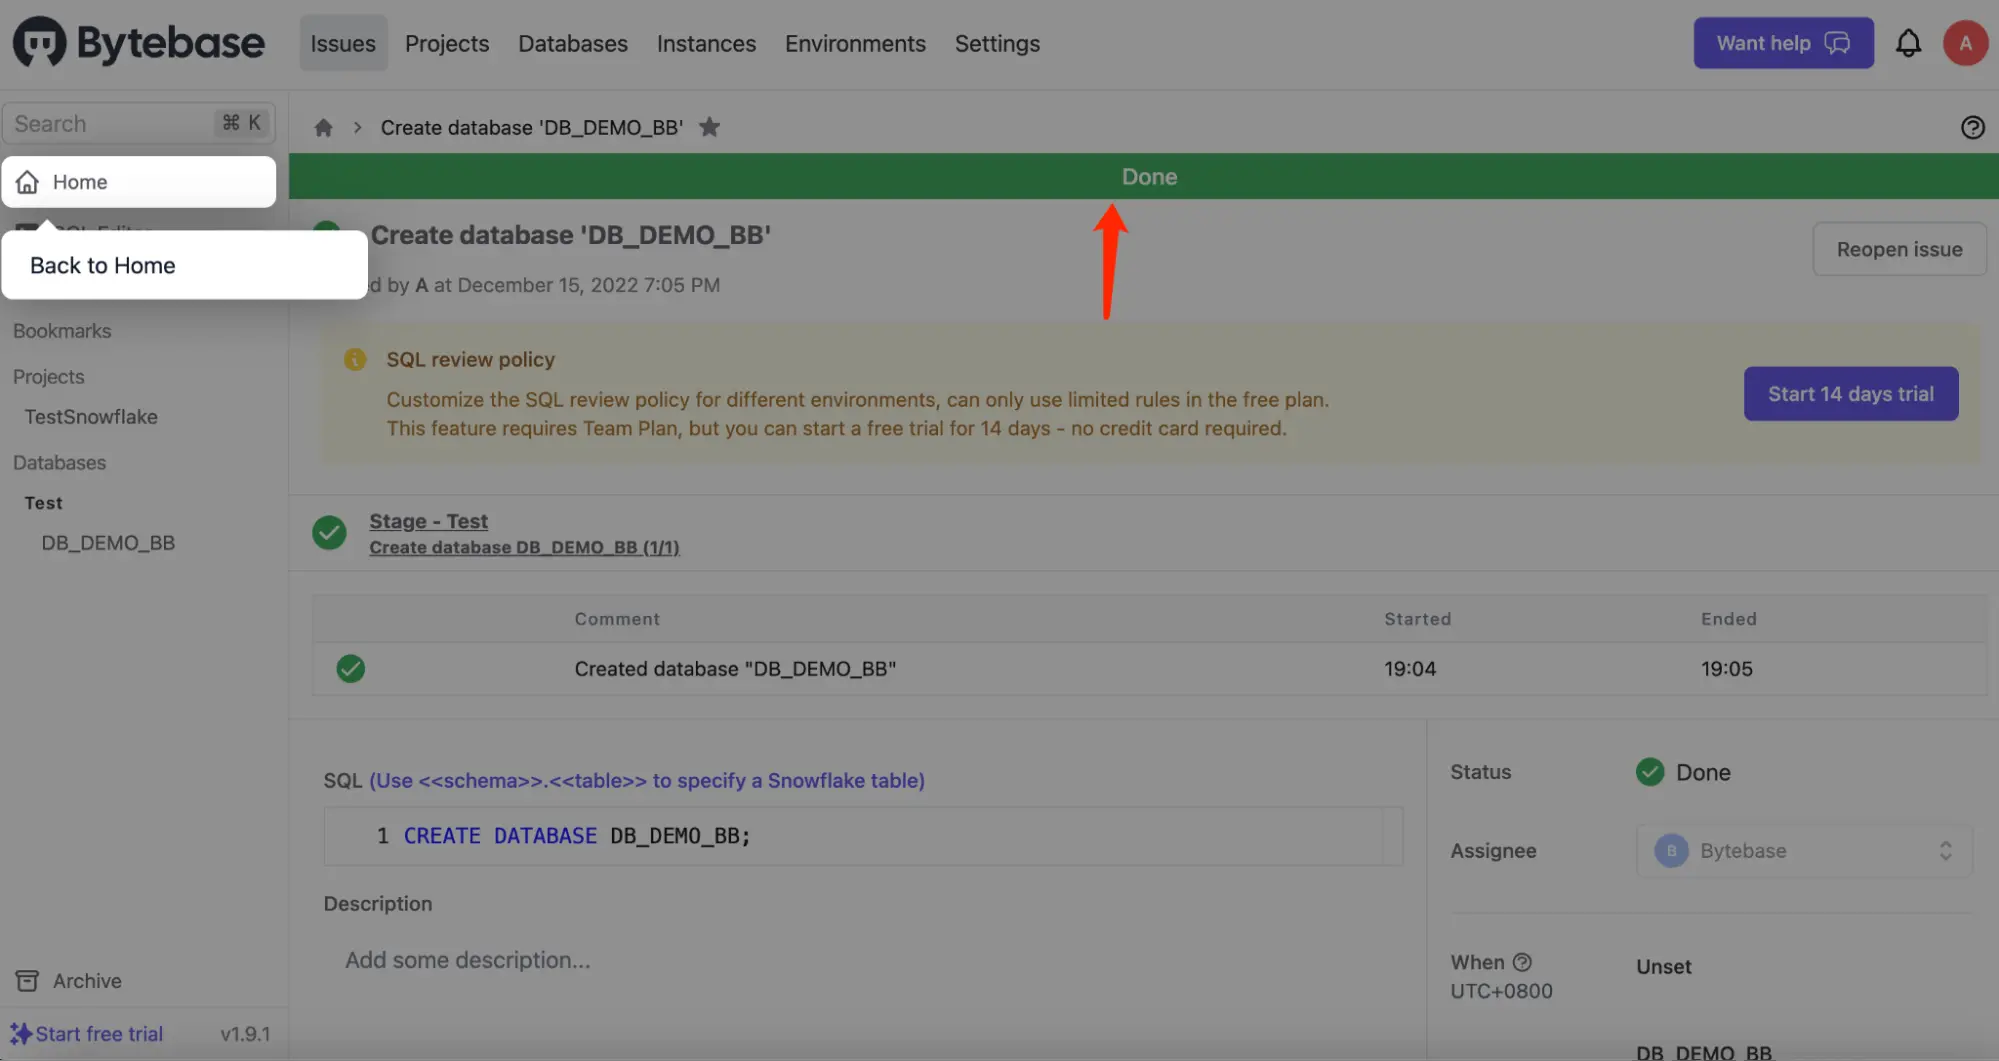 Bytebase
Issues Projects Databases Instances Environments Settings
Want help
A
Search ⌘ K
Create database 'DB_DEMO_BB'
Home
Done
SQL Editor
Back to Home
Create database 'DB_DEMO_BB'
Reopen issue
d by A at December 15, 2022 7:05 PM
Bookmarks
Projects
TestSnowflake
Databases
Test
DB_DEMO_BB
SQL review policy
Customize the SQL review policy for different environments, can only use limited rules in the free plan.
This feature requires Team Plan, but you can start a free trial for 14 days - no credit card required.
Start 14 days trial
Stage - Test
Create database DB_DEMO_BB (1/1)
Comment Started Ended
Created database "DB_DEMO_BB" 19:04 19:05
SQL (Use <<schema>>.<<table>> to specify a Snowflake table)
1 CREATE DATABASE DB_DEMO_BB;
Description
Add some description...
Status Done
Assignee B Bytebase
When Unset
UTC+0800
DB_DEMO_BB
Archive
Start free trial v1.9.1